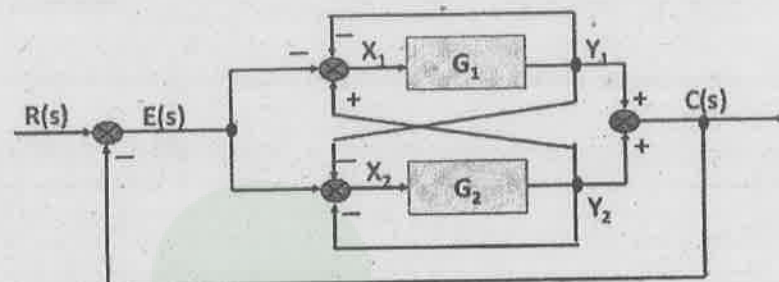 − −
X₁ G₁ Y₁
+ +
R(s) E(s) C(s)
− − +
X₂ G₂
− Y₂